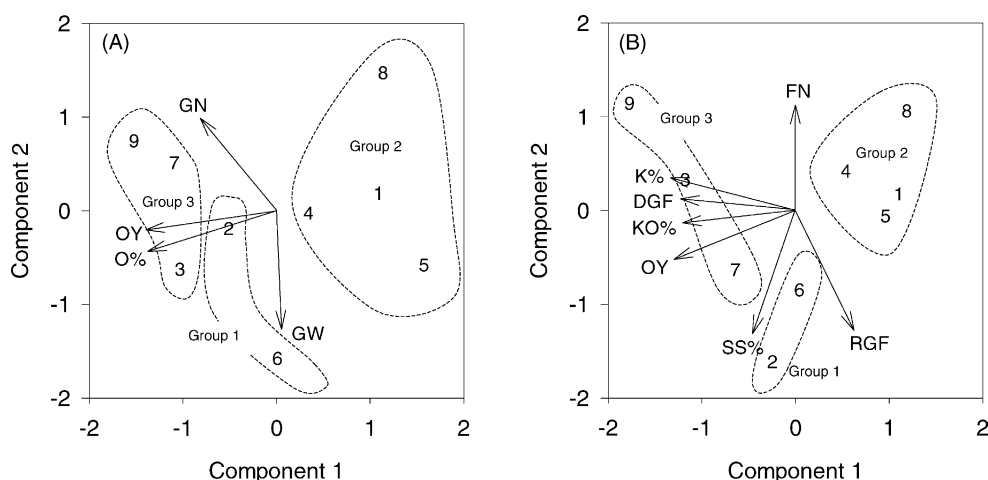 (A)
2
1
0
-1
-2
Component 2
8
GN
9
7
Group 2
1
Group 3
4
OY
2
O%
3
5
Group 1
GW
6
-2
-1
0
1
2
Component 1
(B)
2
1
0
-1
-2
Component 2
9
FN
8
Group 3
Group 2
K%
3
4
DGF
1
KO%
5
OY
7
6
SS%
RGF
2
Group 1
-2
-1
0
1
2
Component 1